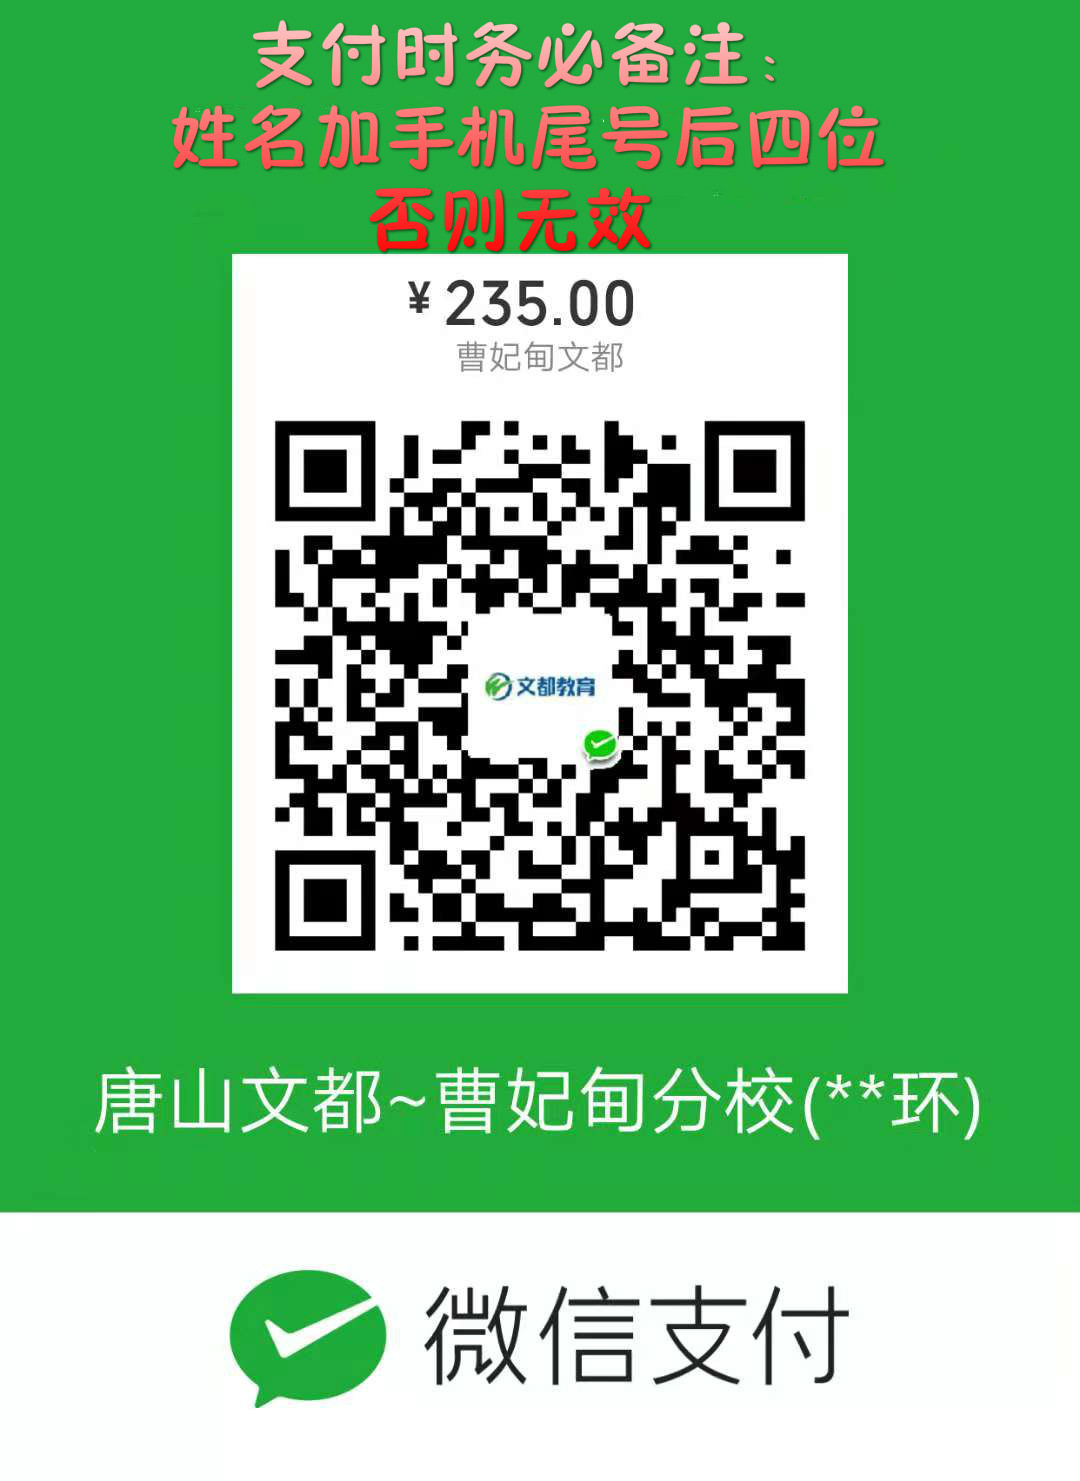 支付时务必备注：
姓名加手机尾号后四位
否则无效
¥235.00
曹妃甸文都
文都教育
唐山文都~曹妃甸分校(**环)
微信支付